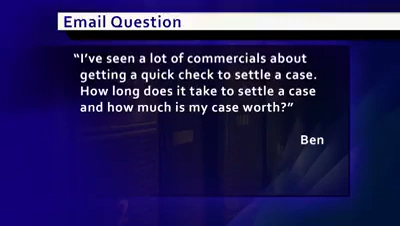 Email Question
“I’ve seen a lot of commercials about
getting a quick check to settle a case.
How long does it take to settle a case
and how much is my case worth?”
Ben